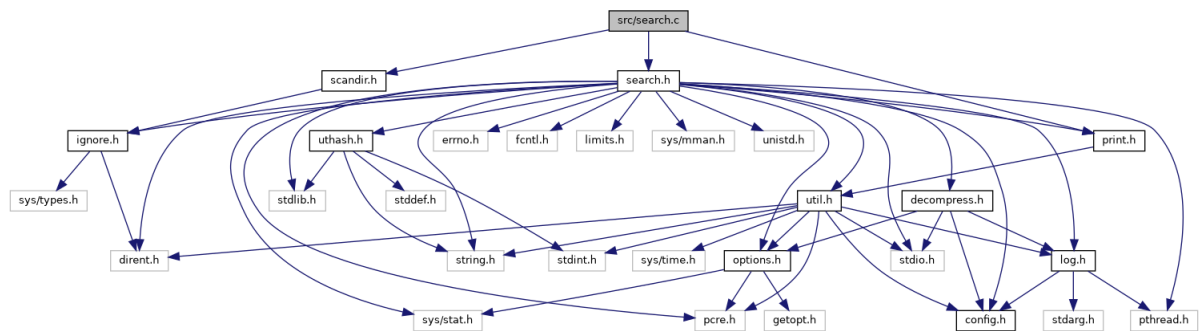 src/search.c
scandir.h
search.h
ignore.h
uthash.h
errno.h
fcntl.h
limits.h
sys/mman.h
unistd.h
print.h
sys/types.h
stdlib.h
stddef.h
util.h
decompress.h
dirent.h
string.h
stdint.h
sys/time.h
options.h
stdio.h
log.h
sys/stat.h
pcre.h
getopt.h
config.h
stdarg.h
pthread.h